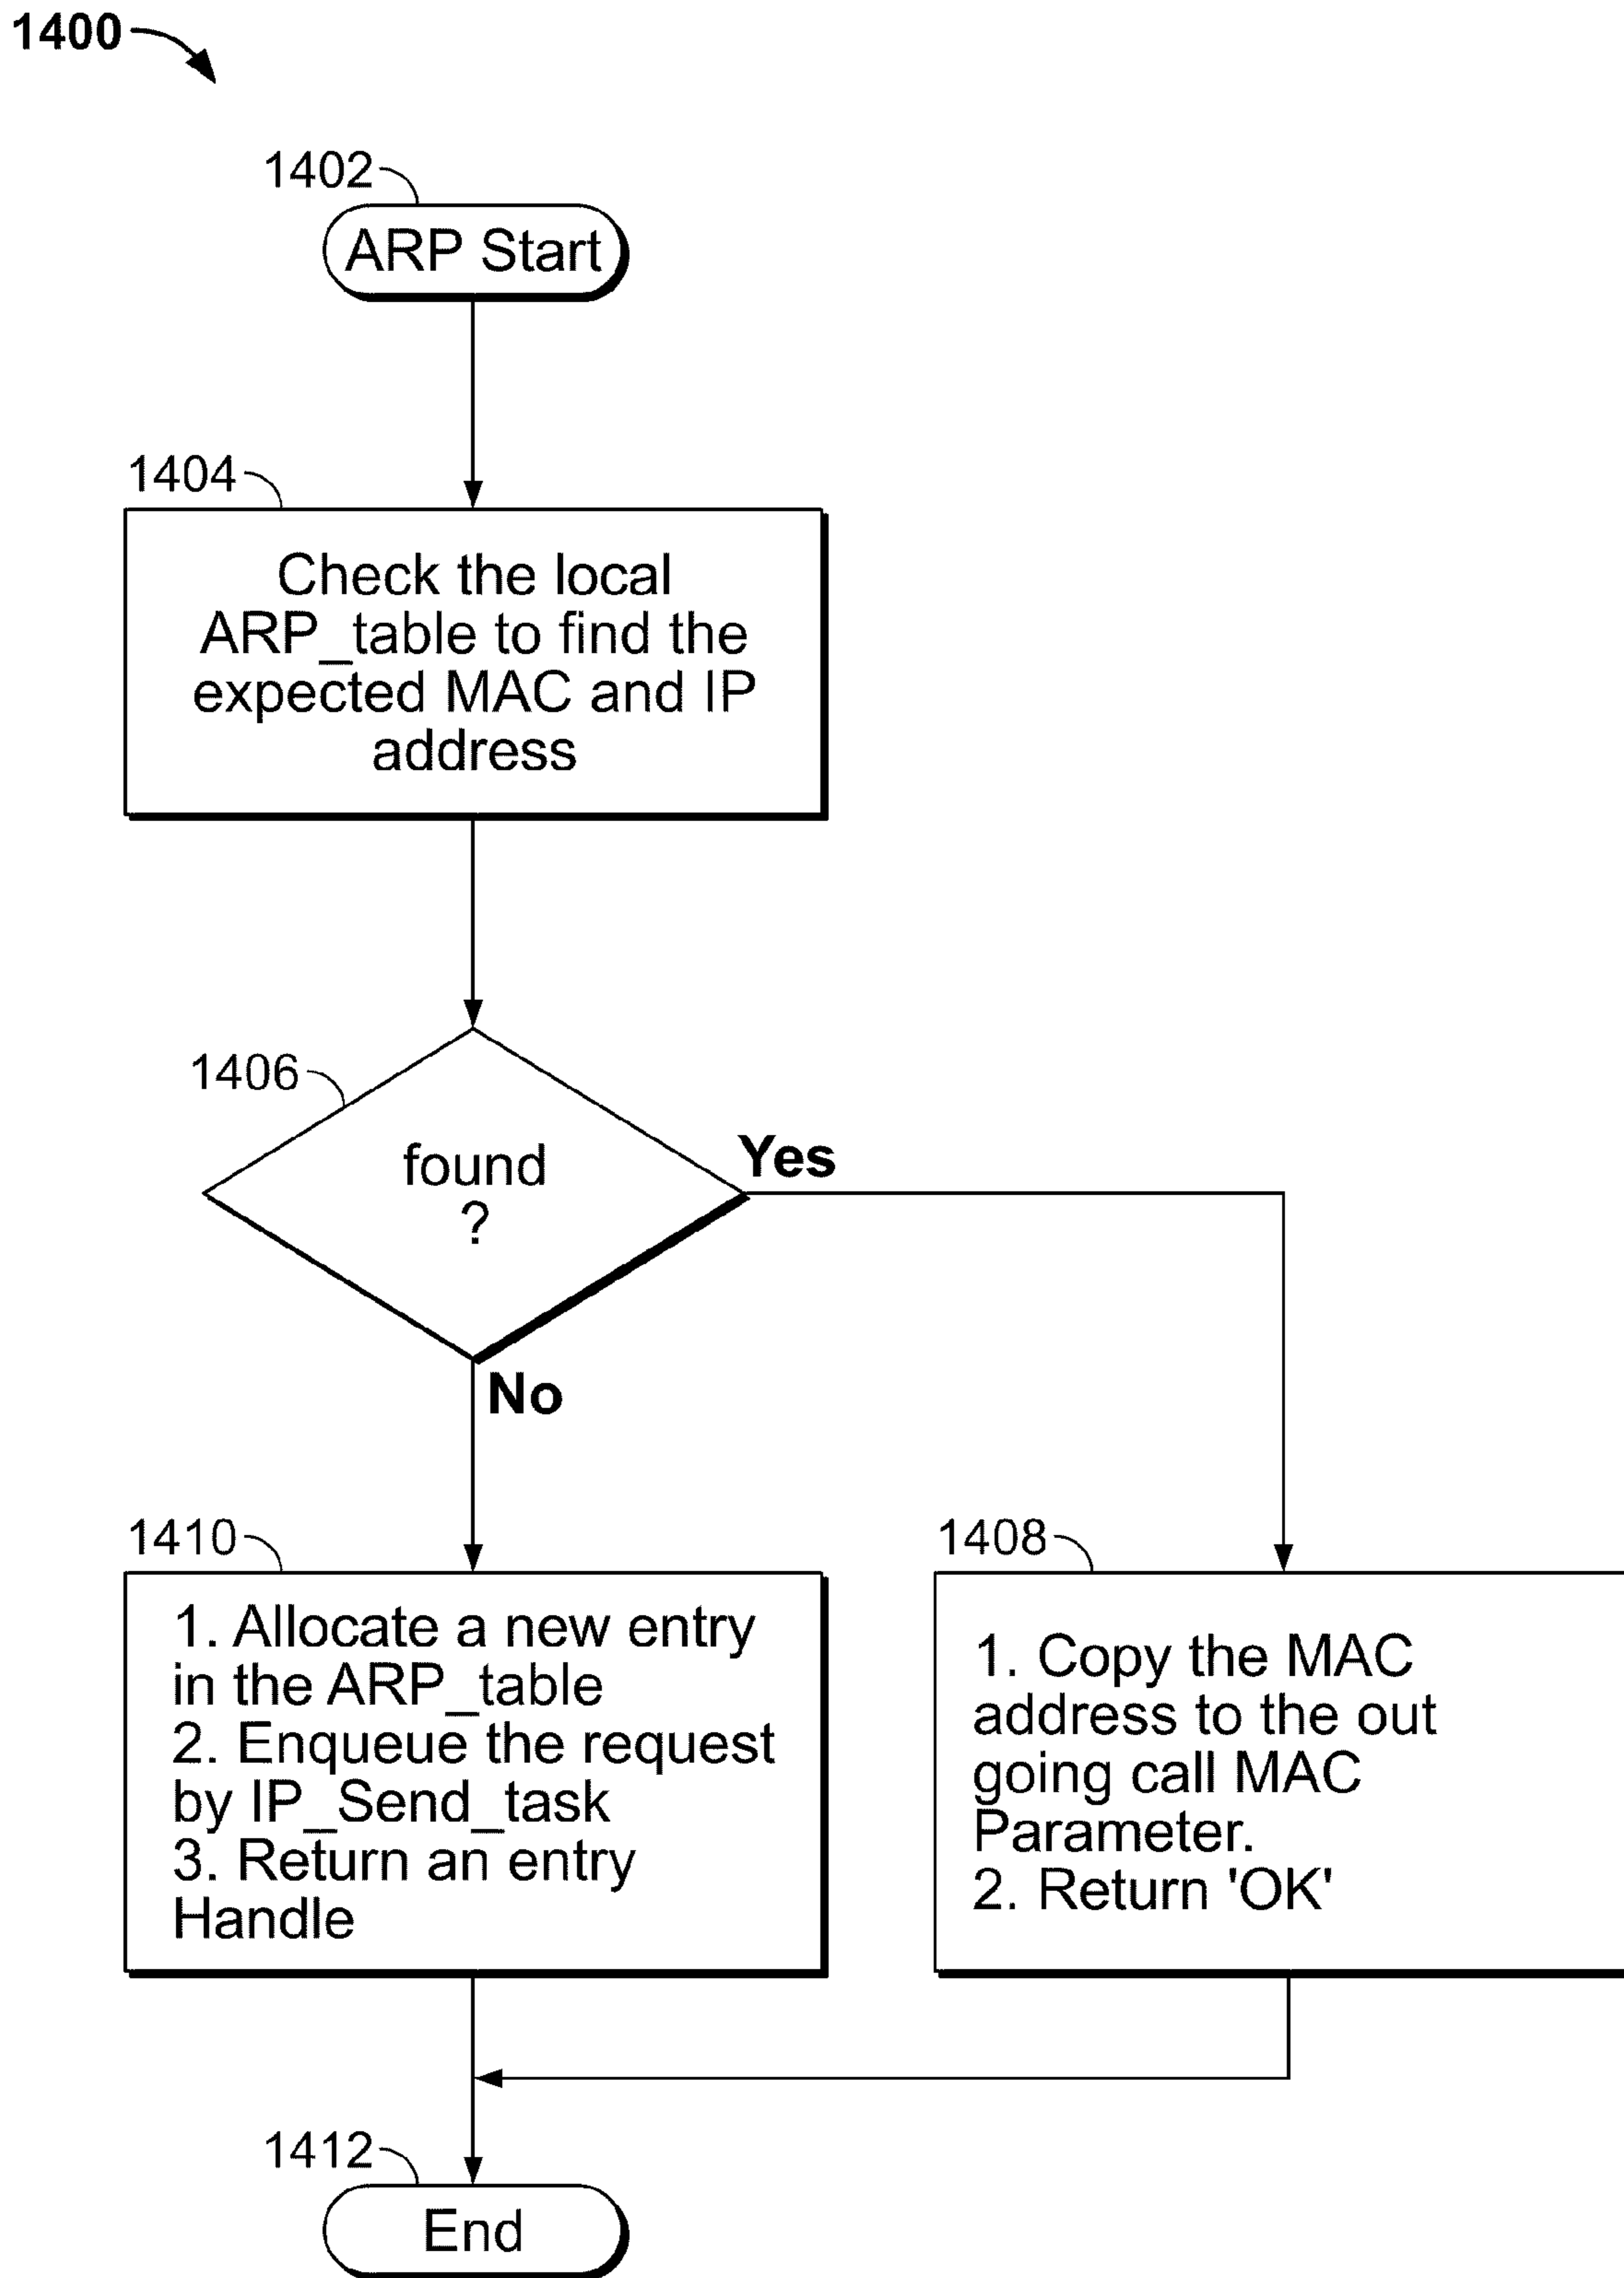 1400
1402
ARP Start
1404
Check the local
ARP_table to find the
expected MAC and IP
address
1406
found
?
Yes
No
1410
1. Allocate a new entry
in the ARP_table
2. Enqueue the request
by IP_Send_task
3. Return an entry
Handle
1408
1. Copy the MAC
address to the out
going call MAC
Parameter.
2. Return 'OK'
1412
End